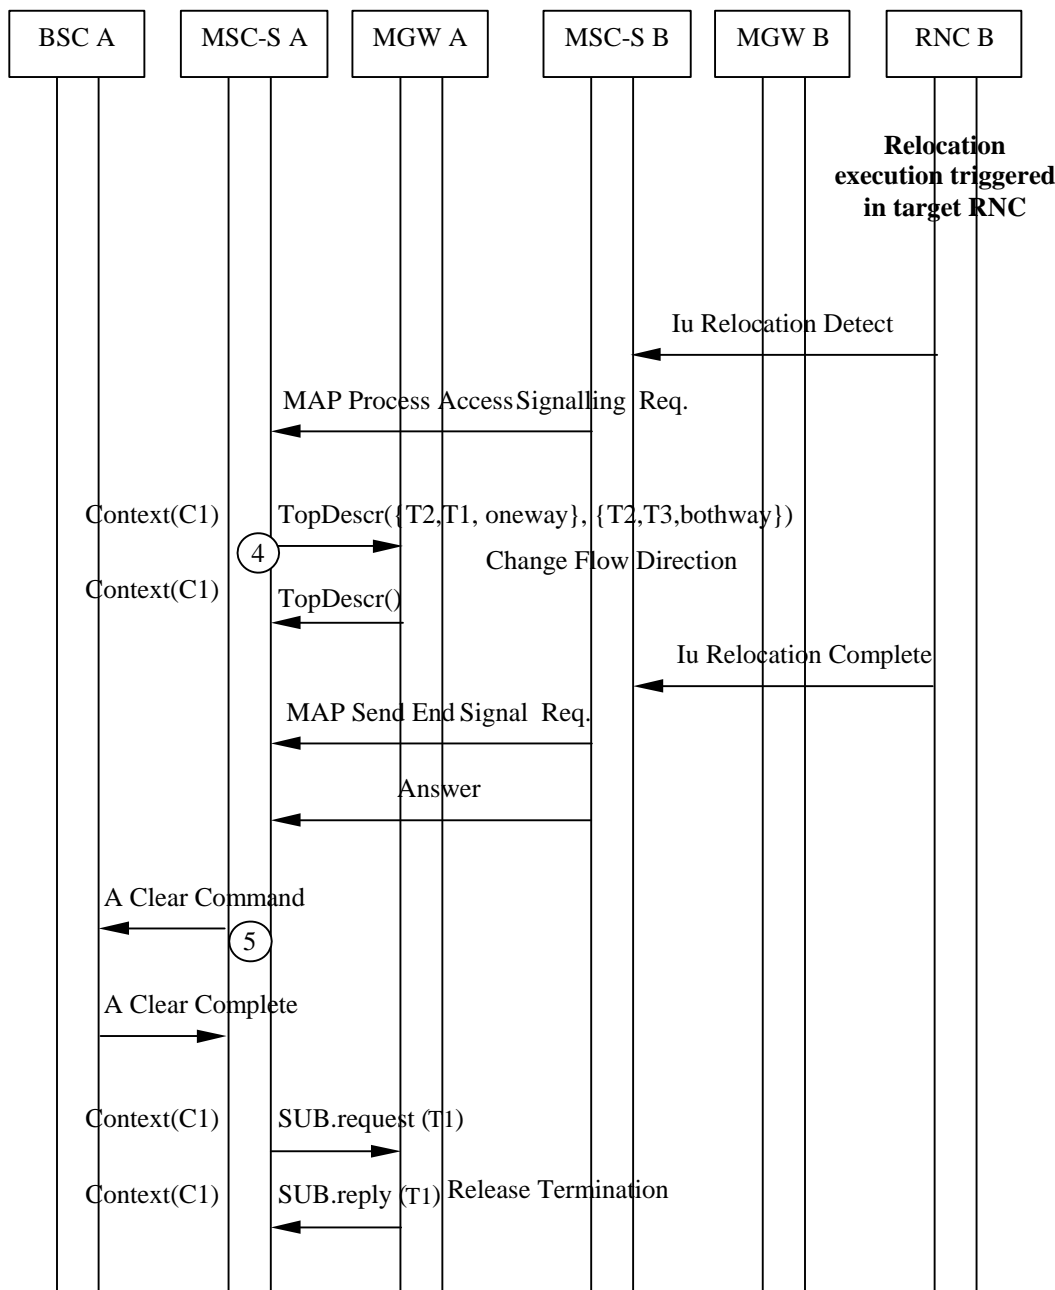 BSC A MSC-S A MGW A MSC-S B MGW B RNC B
Relocation
execution triggered
in target RNC
Iu Relocation Detect
MAP Process Access Signalling Req.
Context(C1) TopDescr({T2,T1, oneway}, {T2,T3,bothway})
4
Change Flow Direction
Context(C1) TopDescr()
Iu Relocation Complete
MAP Send End Signal Req.
Answer
A Clear Command
5
A Clear Complete
Context(C1) SUB.request (T1)
Context(C1) SUB.reply (T1) Release Termination